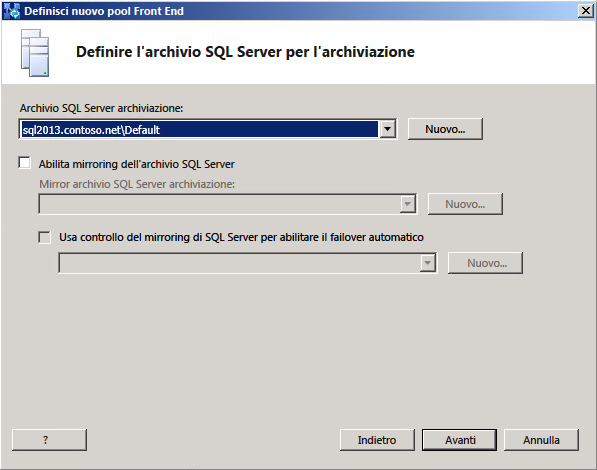 Definisci nuovo pool Front End
Definire l'archivio SQL Server per l'archiviazione
Archivio SQL Server archiviazione:
sql2013.contoso.net\Default
Nuovo...
Abilita mirroring dell'archivio SQL Server
Mirror archivio SQL Server archiviazione:
Nuovo...
Usa controllo del mirroring di SQL Server per abilitare il failover automatico
Nuovo...
?
Indietro
Avanti
Annulla